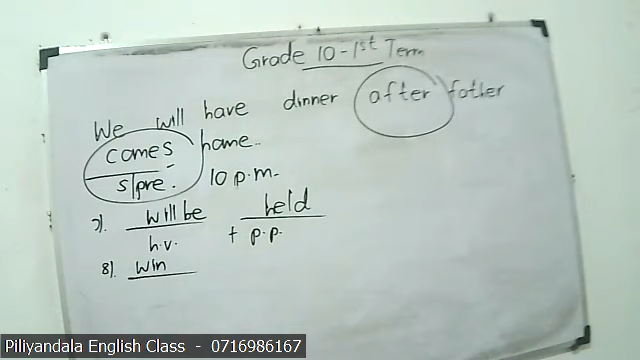 Grade 10 - 1st Term
We will have dinner after father
comes home..
s/pre. 10 p.m.
7). will be held
h.v. + p.p.
8). win
Piliyandala English Class - 0716986167